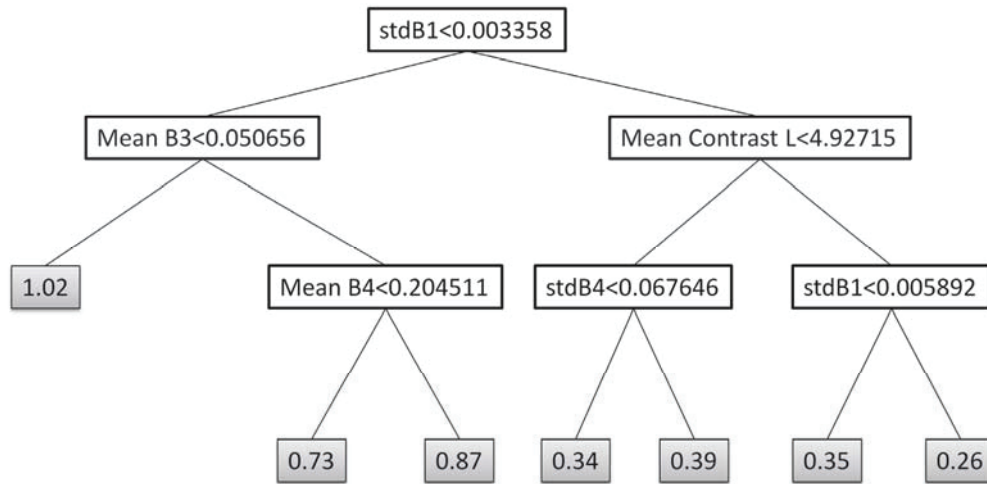 stdB1<0.003358
Mean B3<0.050656
Mean Contrast L<4.92715
1.02
Mean B4<0.204511
stdB4<0.067646
stdB1<0.005892
0.73
0.87
0.34
0.39
0.35
0.26